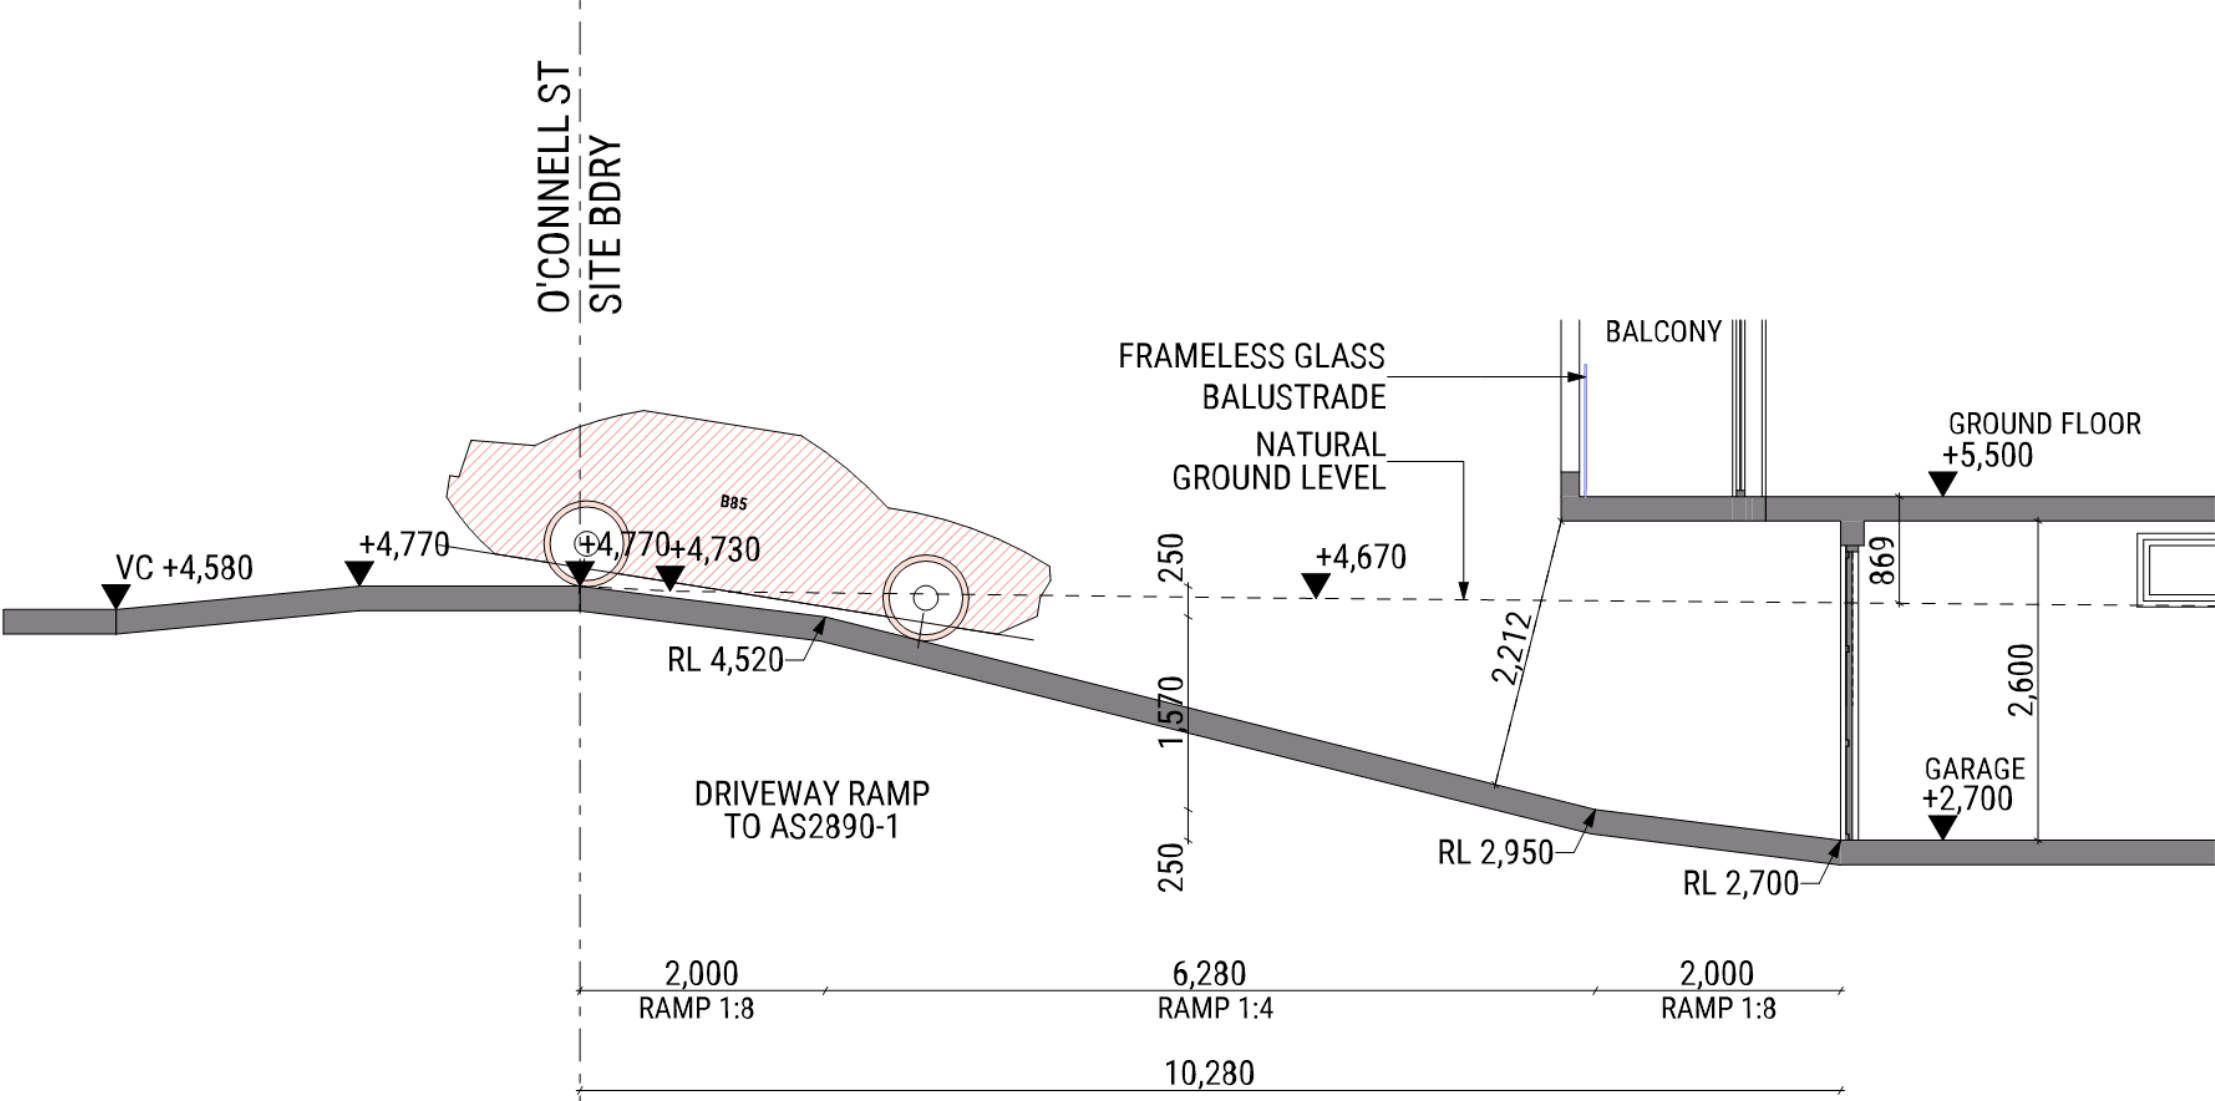 O'CONNELL ST
SITE BDRY
BALCONY
FRAMELESS GLASS
BALUSTRADE
NATURAL
GROUND LEVEL
GROUND FLOOR
+5,500
B85
VC +4,580
+4,770
+4,770
+4,730
250
+4,670
869
RL 4,520
2,212
1,570
2,600
DRIVEWAY RAMP
TO AS2890-1
GARAGE
+2,700
250
RL 2,950
RL 2,700
2,000
6,280
2,000
RAMP 1:8
RAMP 1:4
RAMP 1:8
10,280